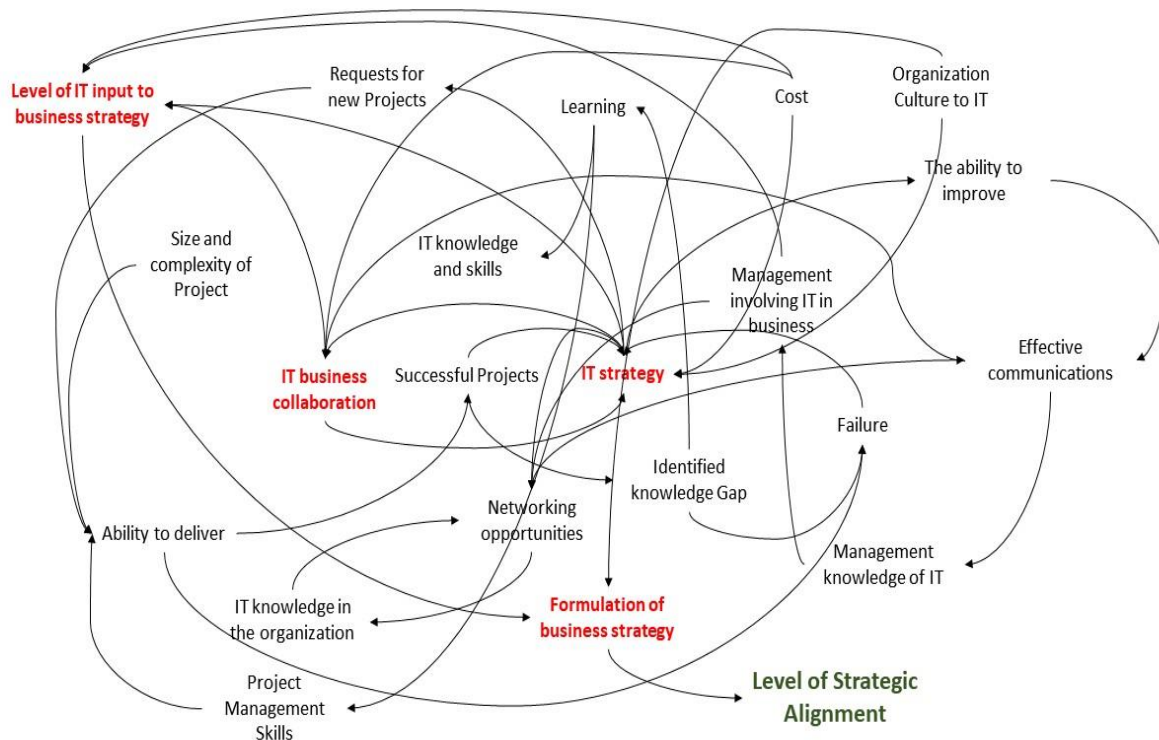 Level of IT input to
business strategy
Requests for
new Projects
Learning
Cost
Organization
Culture to IT
The ability to
improve
Size and
complexity of
Project
IT knowledge
and skills
Management
involving IT in
business
IT business
collaboration
Successful Projects
IT strategy
Effective
communications
Failure
Identified
knowledge Gap
Ability to deliver
Networking
opportunities
Management
knowledge of IT
IT knowledge in
the organization
Formulation of
business strategy
Project
Management
Skills
Level of Strategic
Alignment